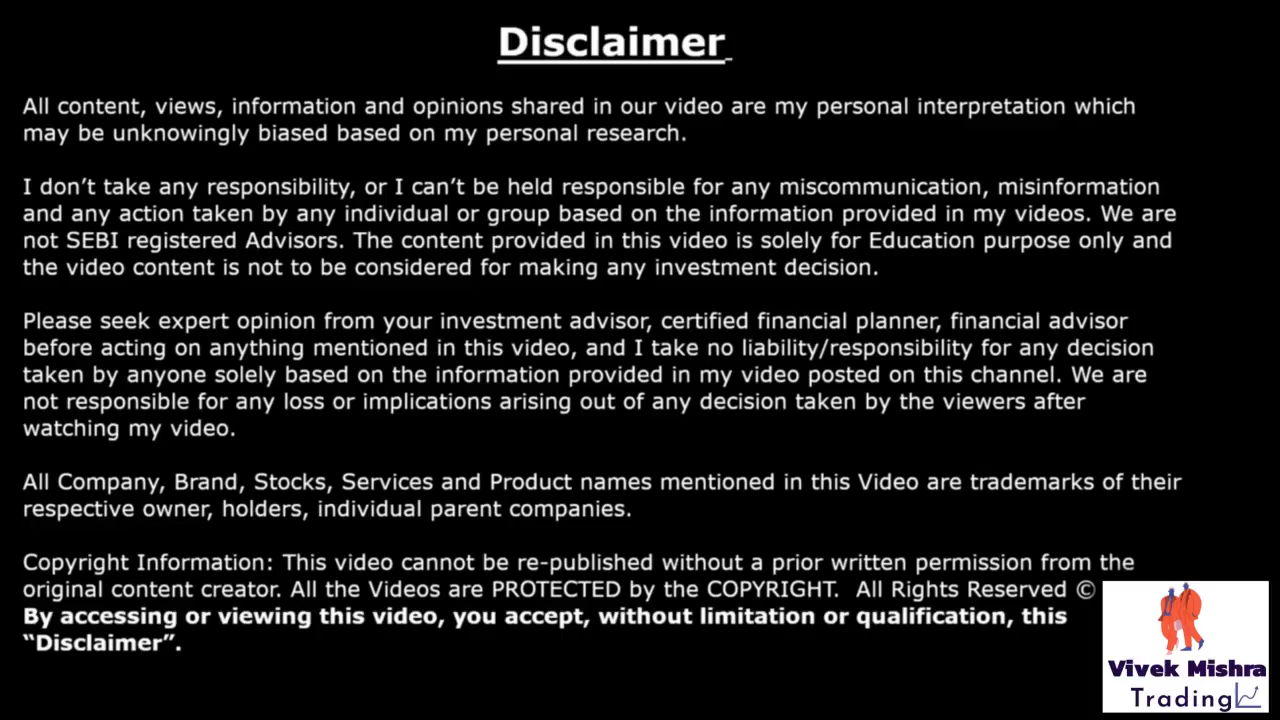 Disclaimer
All content, views, information and opinions shared in our video are my personal interpretation which
may be unknowingly biased based on my personal research.
I don’t take any responsibility, or I can’t be held responsible for any miscommunication, misinformation
and any action taken by any individual or group based on the information provided in my videos. We are
not SEBI registered Advisors. The content provided in this video is solely for Education purpose only and
the video content is not to be considered for making any investment decision.
Please seek expert opinion from your investment advisor, certified financial planner, financial advisor
before acting on anything mentioned in this video, and I take no liability/responsibility for any decision
taken by anyone solely based on the information provided in my video posted on this channel. We are
not responsible for any loss or implications arising out of any decision taken by the viewers after
watching my video.
All Company, Brand, Stocks, Services and Product names mentioned in this Video are trademarks of their
respective owner, holders, individual parent companies.
Copyright Information: This video cannot be re-published without a prior written permission from the
original content creator. All the Videos are PROTECTED by the COPYRIGHT.  All Rights Reserved ©
By accessing or viewing this video, you accept, without limitation or qualification, this
“Disclaimer”.
Vivek Mishra
Trading